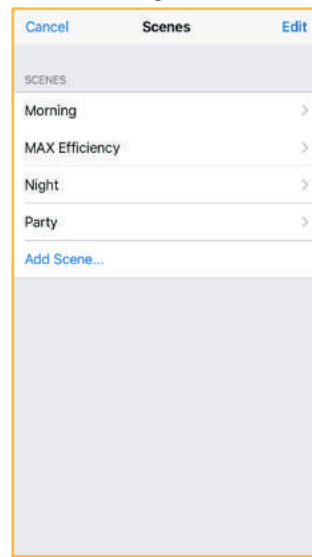 Cancel Scenes Edit
SCENES
Morning
MAX Efficiency
Night
Party
Add Scene...